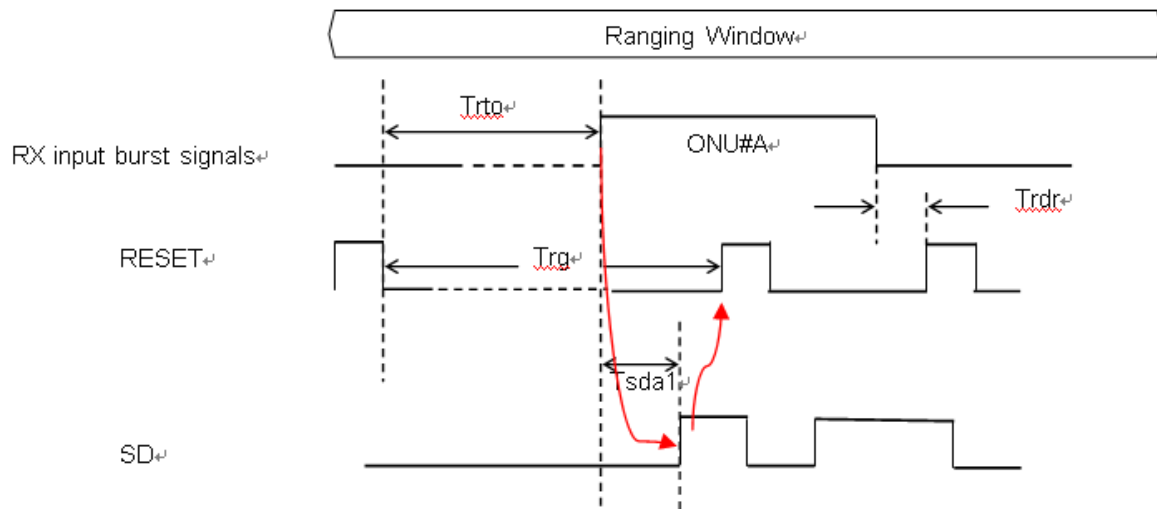 Ranging Window↵
Trto↵
RX input burst signals↵
ONU#A↵
Trdr↵
RESET↵
Trg↵
Tsda1↵
SD↵